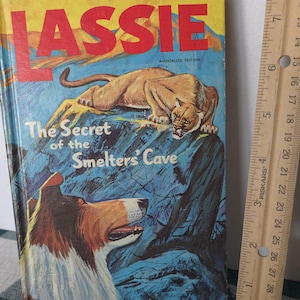 LASSIE
AUTHORIZED EDITION
The Secret
of the
Smelters' Cave